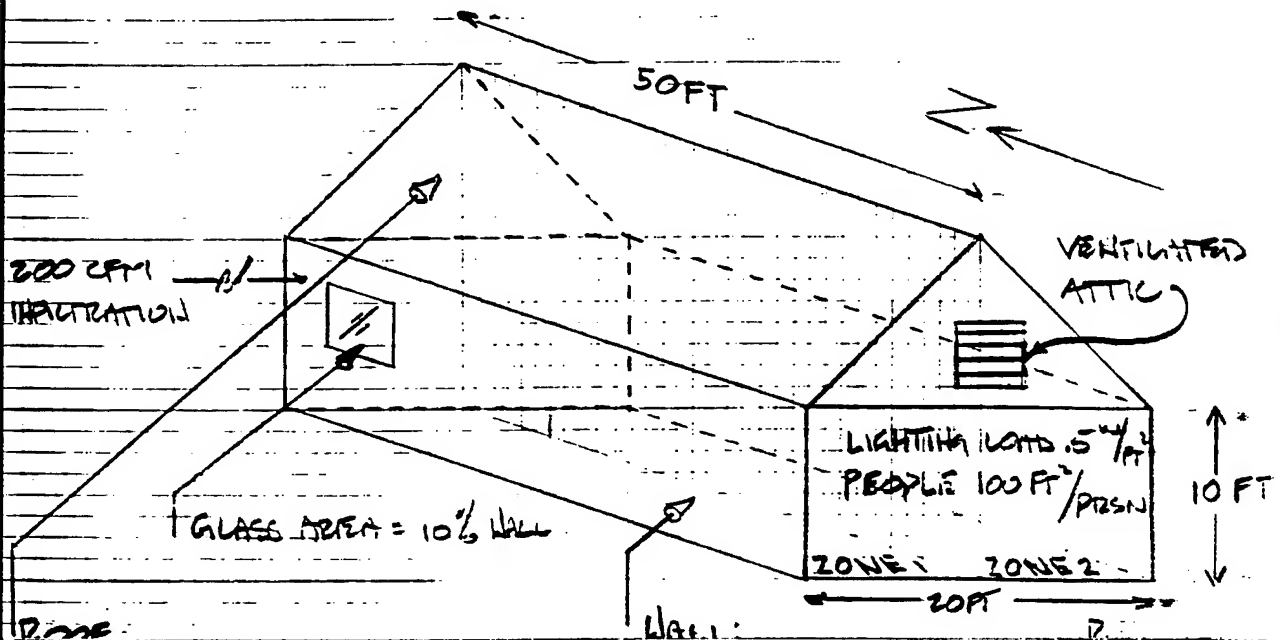 50FT
VENTILATED
ATTIC
200 CFM
INFILTRATION
LIGHTING LOAD .5 W/FT²
PEOPLE 100 FT²/PRSN
10 FT
GLASS AREA = 10% WALL
ZONE 1 ZONE 2
20FT
ROOF
WALL: